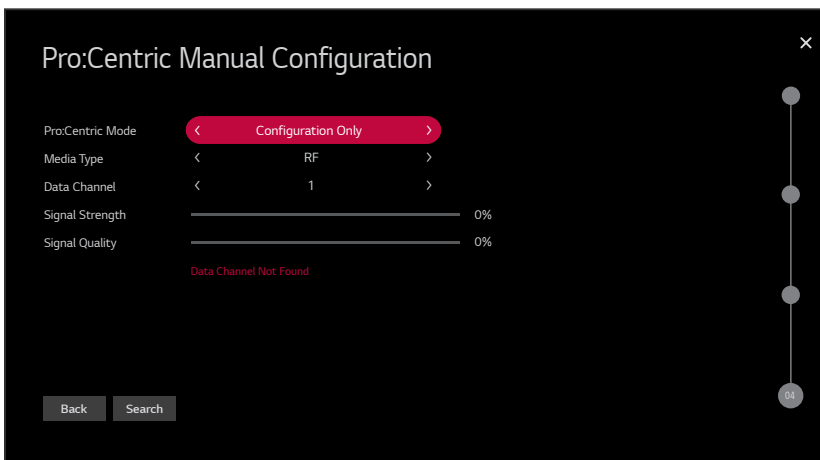 Pro:Centric Manual Configuration
Pro:Centric Mode Configuration Only
Media Type RF
Data Channel 1
Signal Strength 0%
Signal Quality 0%
Data Channel Not Found
04
Back Search